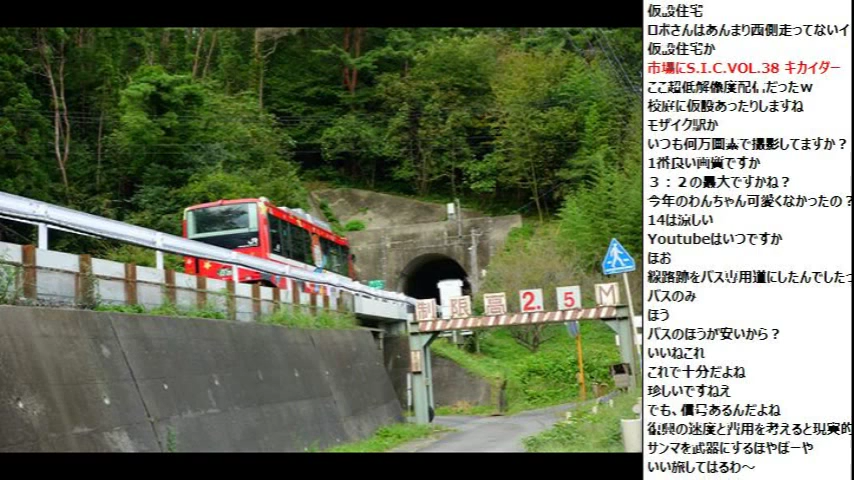 制限高2.5M
JR
仮設住宅
ロボさんはあんまり西側走ってないイ
仮設住宅か
市場にS.I.C.VOL.38 キカイダー
ここ超低解像度配信だったw
校庭に仮設あったりしますね
モザイク駅か
いつも何万画素で撮影してますか？
1番良い画質ですか
３：２の最大ですかね？
今年のわんちゃん可愛くなかったの？
14は涼しい
Youtubeはいつですか
ほお
線路跡をバス専用道にしたんでした
バスのみ
ほう
バスのほうが安いから？
いいねこれ
これで十分だよね
珍しいですねえ
でも、信号あるんだよね
復興の速度と費用を考えると現実的
サンマを武器にするほやぼーや
いい旅してはるわ～